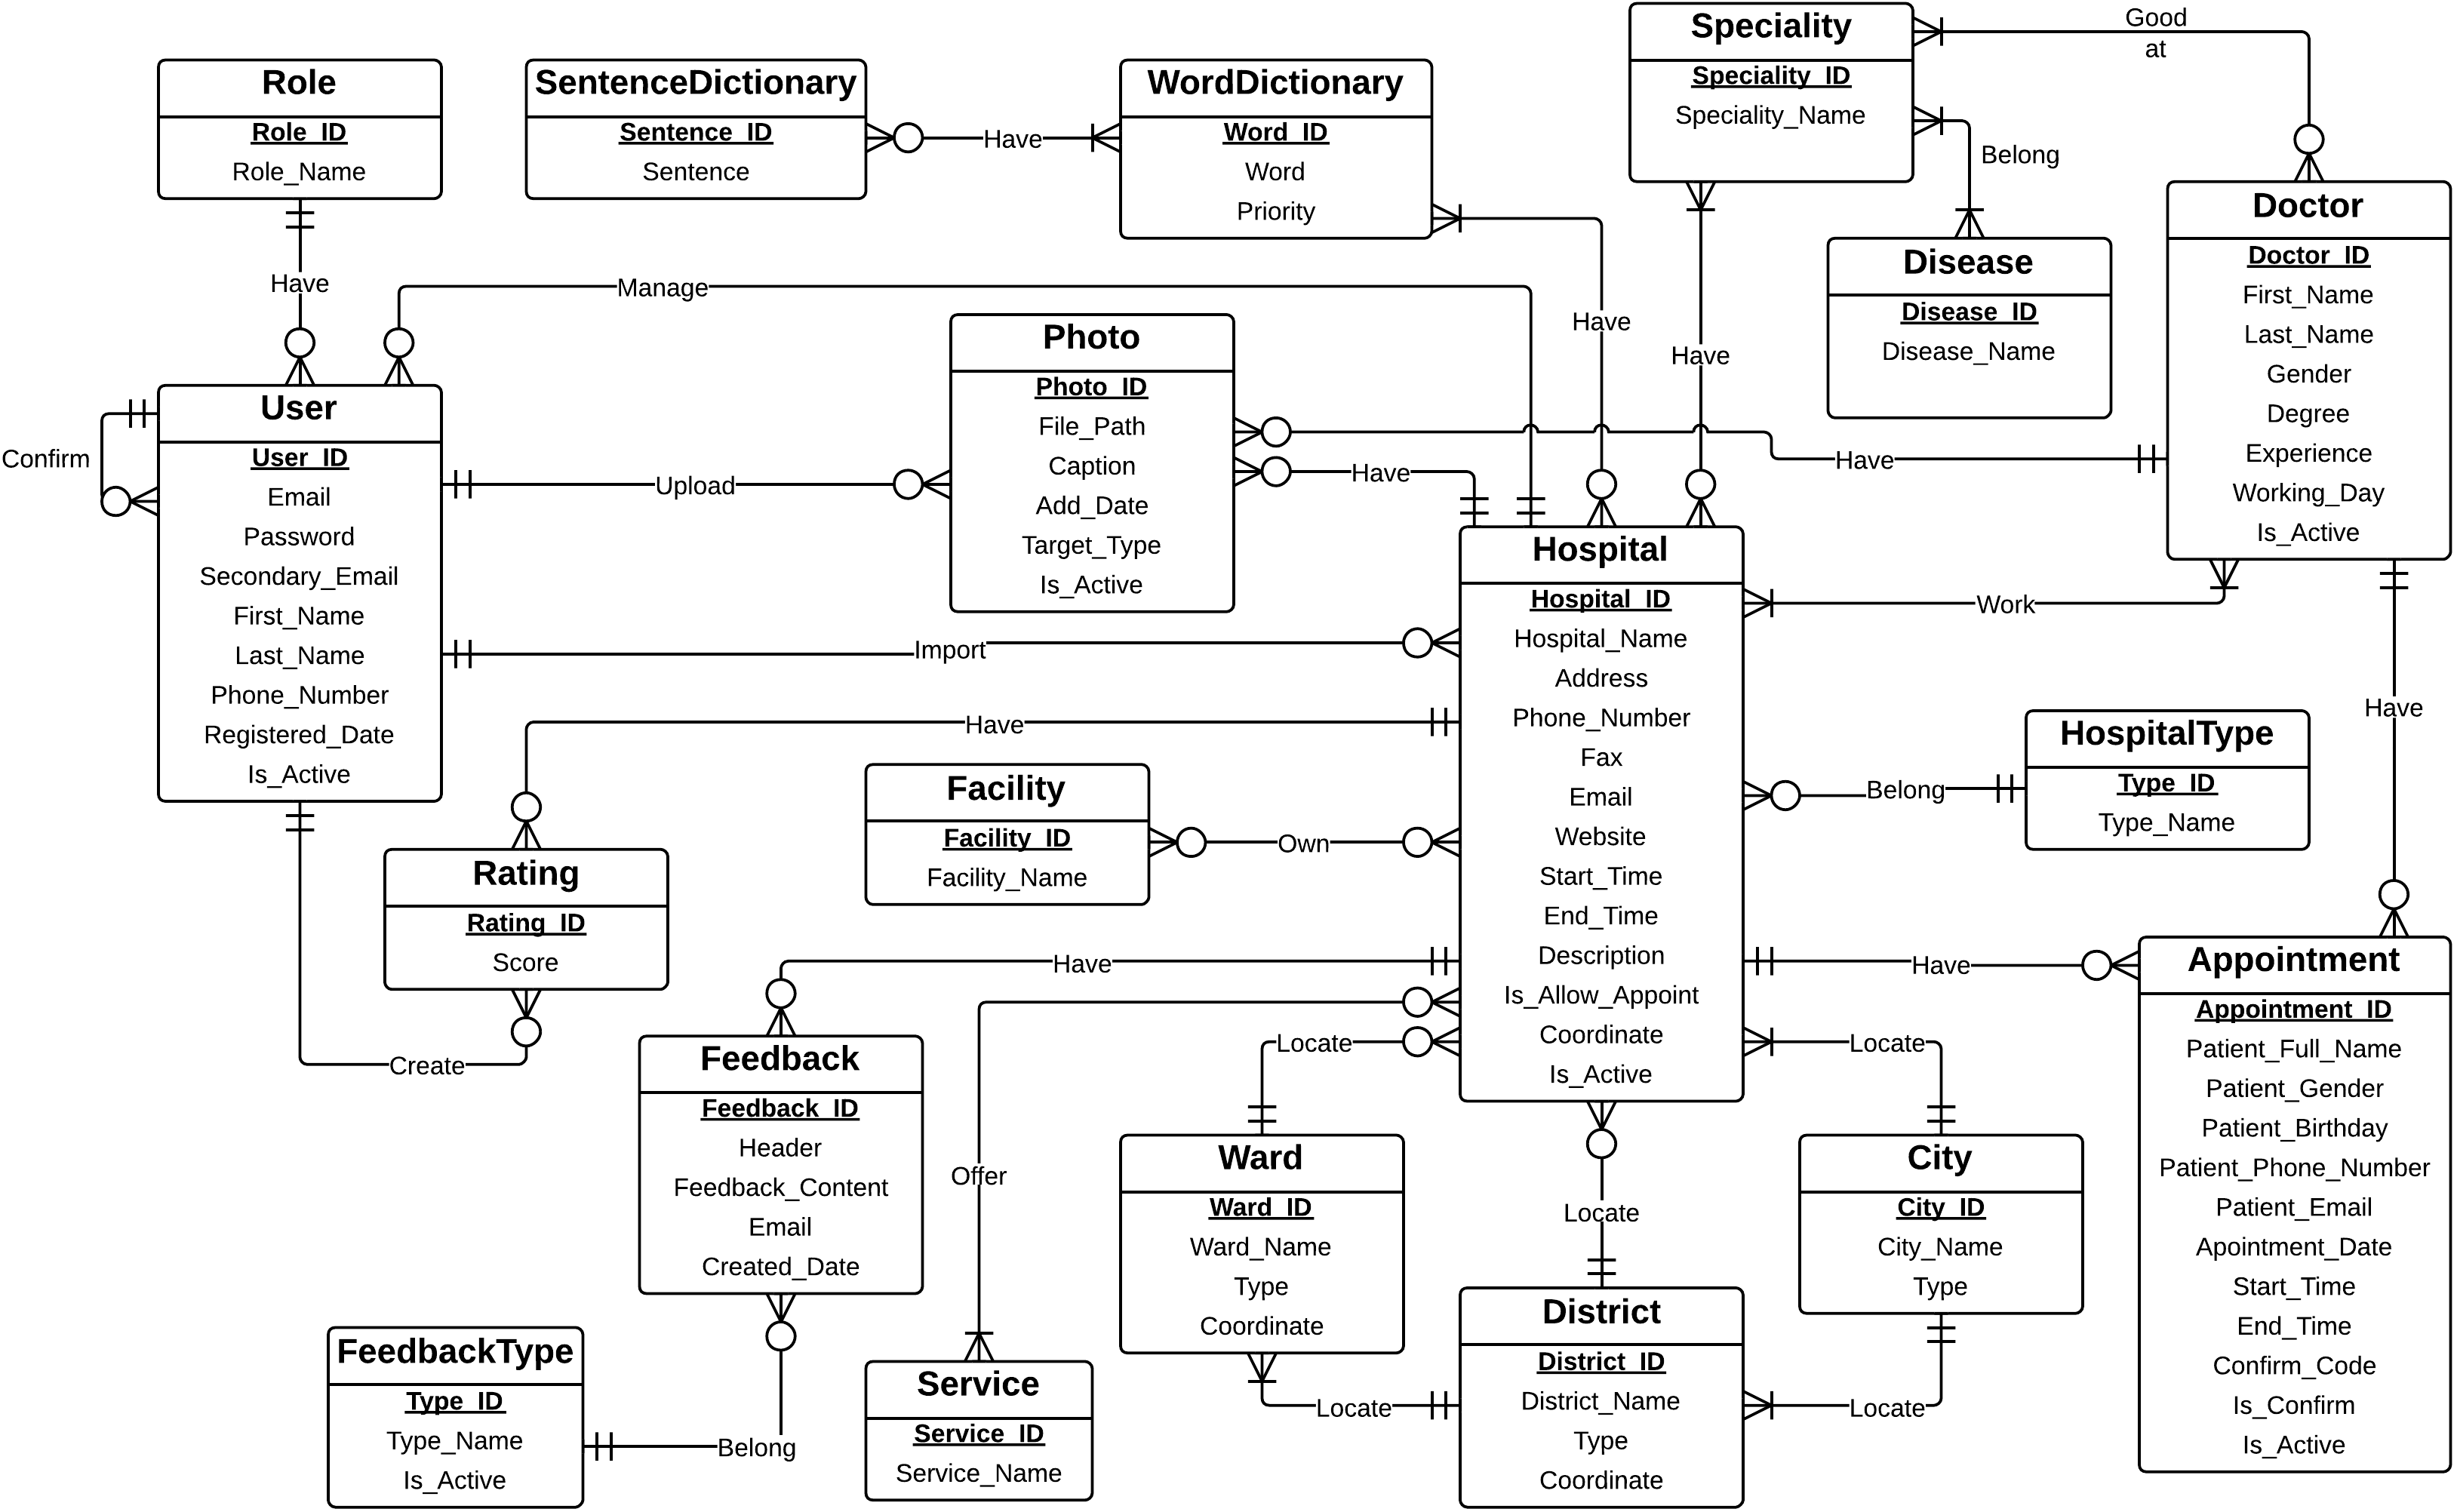 Speciality
Speciality_ID
Speciality_Name
Good
at
Belong
Role
Role_ID
Role_Name
Have
SentenceDictionary
Sentence_ID
Sentence
Have
WordDictionary
Word_ID
Word
Priority
Have
Have
Disease
Disease_ID
Disease_Name
Doctor
Doctor_ID
First_Name
Last_Name
Gender
Degree
Experience
Working_Day
Is_Active
Manage
Confirm
User
User_ID
Email
Password
Secondary_Email
First_Name
Last_Name
Phone_Number
Registered_Date
Is_Active
Upload
Photo
Photo_ID
File_Path
Caption
Add_Date
Target_Type
Is_Active
Have
Have
Import
Hospital
Hospital_ID
Hospital_Name
Address
Phone_Number
Fax
Email
Website
Start_Time
End_Time
Description
Is_Allow_Appoint
Coordinate
Is_Active
Work
Have
HospitalType
Type_ID
Type_Name
Belong
Have
Facility
Facility_ID
Facility_Name
Own
Rating
Rating_ID
Score
Create
Have
Have
Appointment
Appointment_ID
Patient_Full_Name
Patient_Gender
Patient_Birthday
Patient_Phone_Number
Patient_Email
Apointment_Date
Start_Time
End_Time
Confirm_Code
Is_Confirm
Is_Active
Feedback
Feedback_ID
Header
Feedback_Content
Email
Created_Date
Offer
Locate
Locate
Locate
Ward
Ward_ID
Ward_Name
Type
Coordinate
City
City_ID
City_Name
Type
District
District_ID
District_Name
Type
Coordinate
Locate
Locate
FeedbackType
Type_ID
Type_Name
Is_Active
Belong
Service
Service_ID
Service_Name